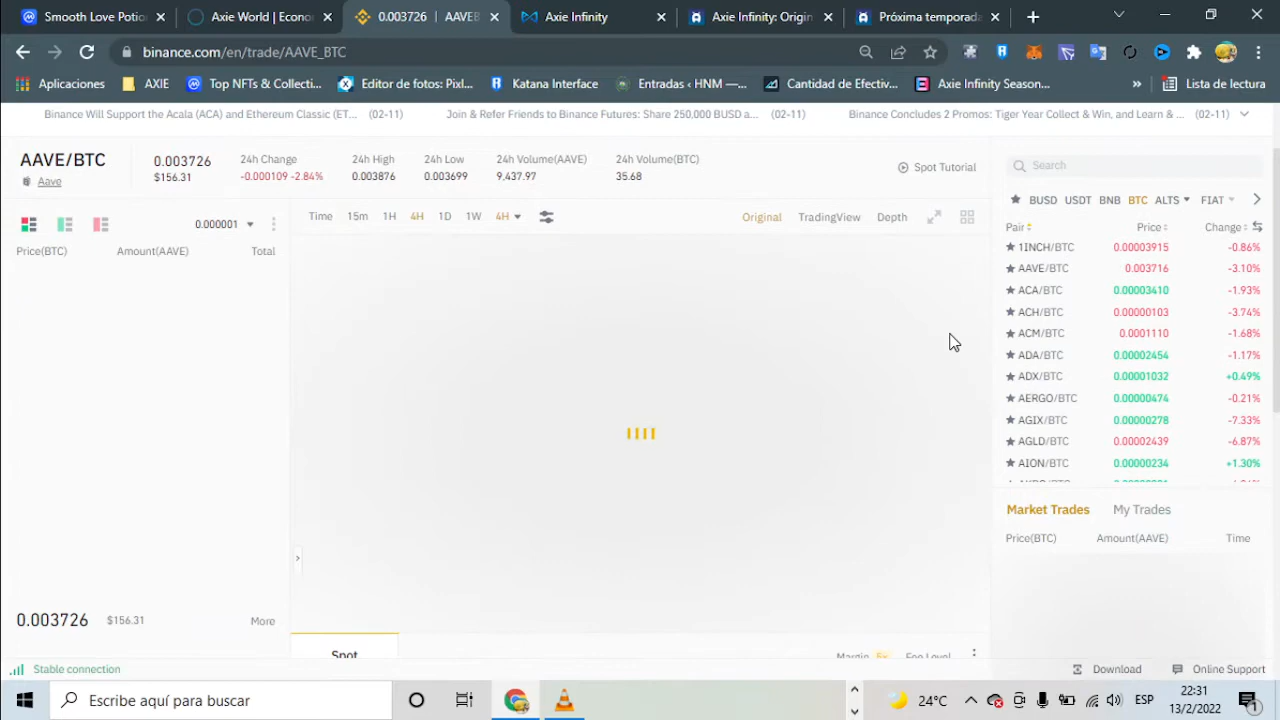 Smooth Love Potio
Axie World | Econo
0.003726 | AAVEB
Axie Infinity
Axie Infinity: Origin
Próxima temporada
binance.com/en/trade/AAVE_BTC
Aplicaciones
AXIE
Top NFTs & Collecti...
Editor de fotos: Pixl...
Katana Interface
Entradas ‹ HNM —...
Cantidad de Efectiv...
Axie Infinity Season...
»
Lista de lectura
Binance Will Support the Acala (ACA) and Ethereum Classic (ET... (02-11)
Join & Refer Friends to Binance Futures: Share 250,000 BUSD a... (02-11)
Binance Concludes 2 Promos: Tiger Year Collect & Win, and Learn & ... (02-11)
AAVE/BTC
Aave
0.003726
$156.31
24h Change
-0.000109 -2.84%
24h High
0.003876
24h Low
0.003699
24h Volume(AAVE)
9,437.97
24h Volume(BTC)
35.68
Spot Tutorial
Search
0.000001
Price(BTC) Amount(AAVE) Total
Time 15m 1H 4H 1D 1W 4H
Original TradingView Depth
BUSD USDT BNB BTC ALTS FIAT
Pair Price Change
1INCH/BTC 0.00003915 -0.86%
AAVE/BTC 0.003716 -3.10%
ACA/BTC 0.00003410 -1.93%
ACH/BTC 0.00000103 -3.74%
ACM/BTC 0.0001110 -1.68%
ADA/BTC 0.00002454 -1.17%
ADX/BTC 0.00001032 +0.49%
AERGO/BTC 0.00000474 -0.21%
AGIX/BTC 0.00000278 -7.33%
AGLD/BTC 0.00002439 -6.87%
AION/BTC 0.00000234 +1.30%
Market Trades My Trades
Price(BTC) Amount(AAVE) Time
0.003726 $156.31 More
Spot
Margin
Fee Level
Stable connection
Download
Online Support
Escribe aquí para buscar
24°C
ESP
22:31
13/2/2022
1